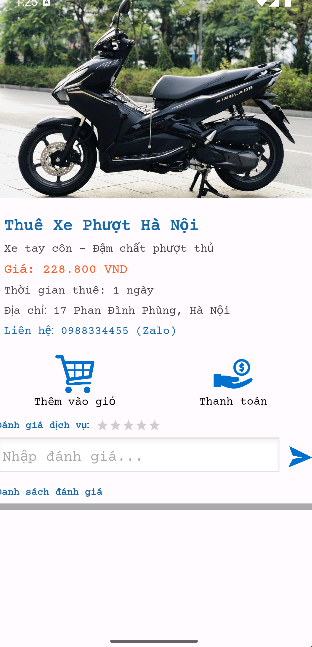 1:25
Thuê Xe Phượt Hà Nội
Xe tay côn - Đậm chất phượt thủ
Giá: 228.800 VND
Thời gian thuê: 1 ngày
Địa chỉ: 17 Phan Đình Phùng, Hà Nội
Liên hệ: 0988334455 (Zalo)
Thêm vào giỏ
Thanh toán
Đánh giá dịch vụ:
Nhập đánh giá...
Danh sách đánh giá